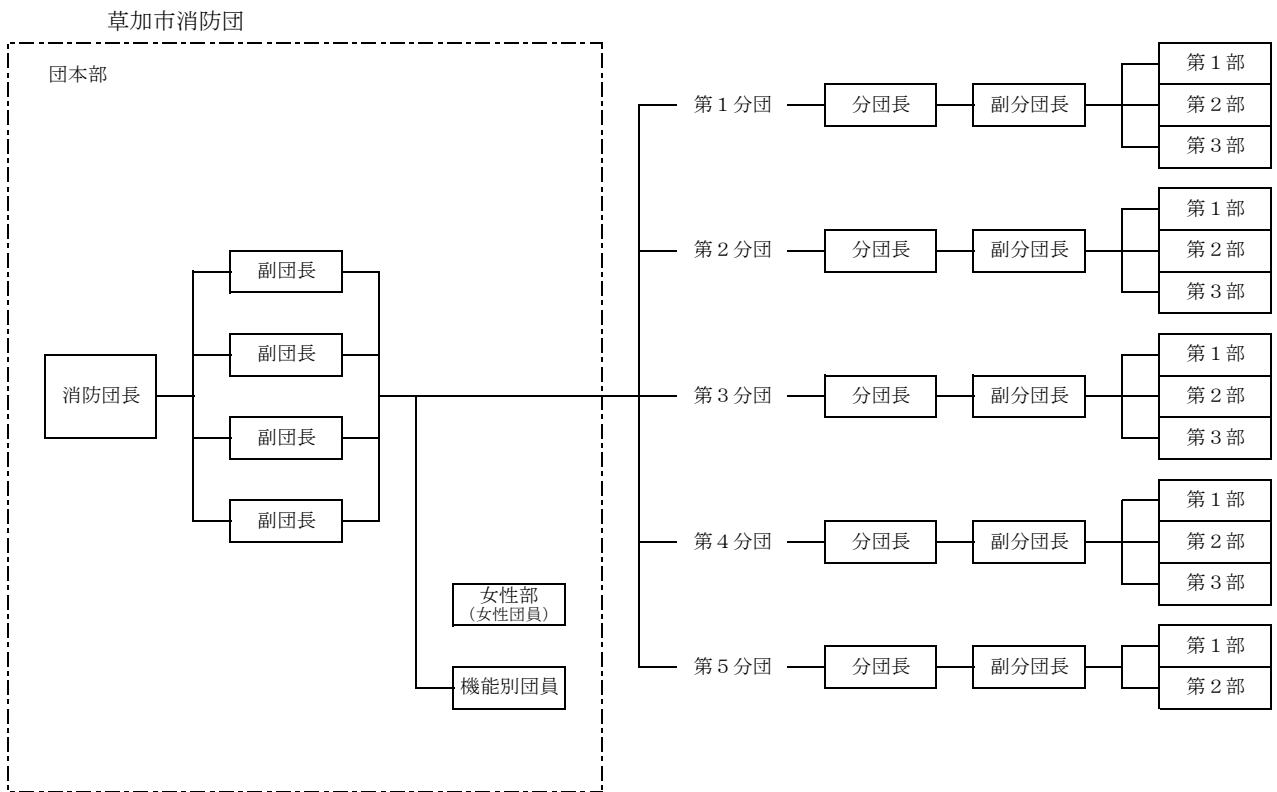 草加市消防団
団本部
消防団長
副団長
副団長
副団長
副団長
女性部
(女性団員)
機能別団員
第1分団
分団長
副分団長
第1部
第2部
第3部
第2分団
分団長
副分団長
第1部
第2部
第3部
第3分団
分団長
副分団長
第1部
第2部
第3部
第4分団
分団長
副分団長
第1部
第2部
第3部
第5分団
分団長
副分団長
第1部
第2部